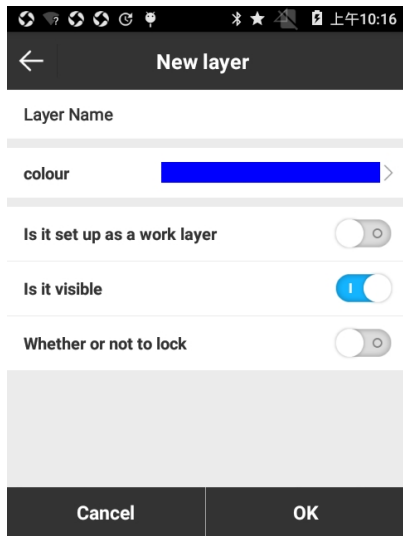 上午10:16
New layer
Layer Name
colour
Is it set up as a work layer
Is it visible
Whether or not to lock
Cancel
OK